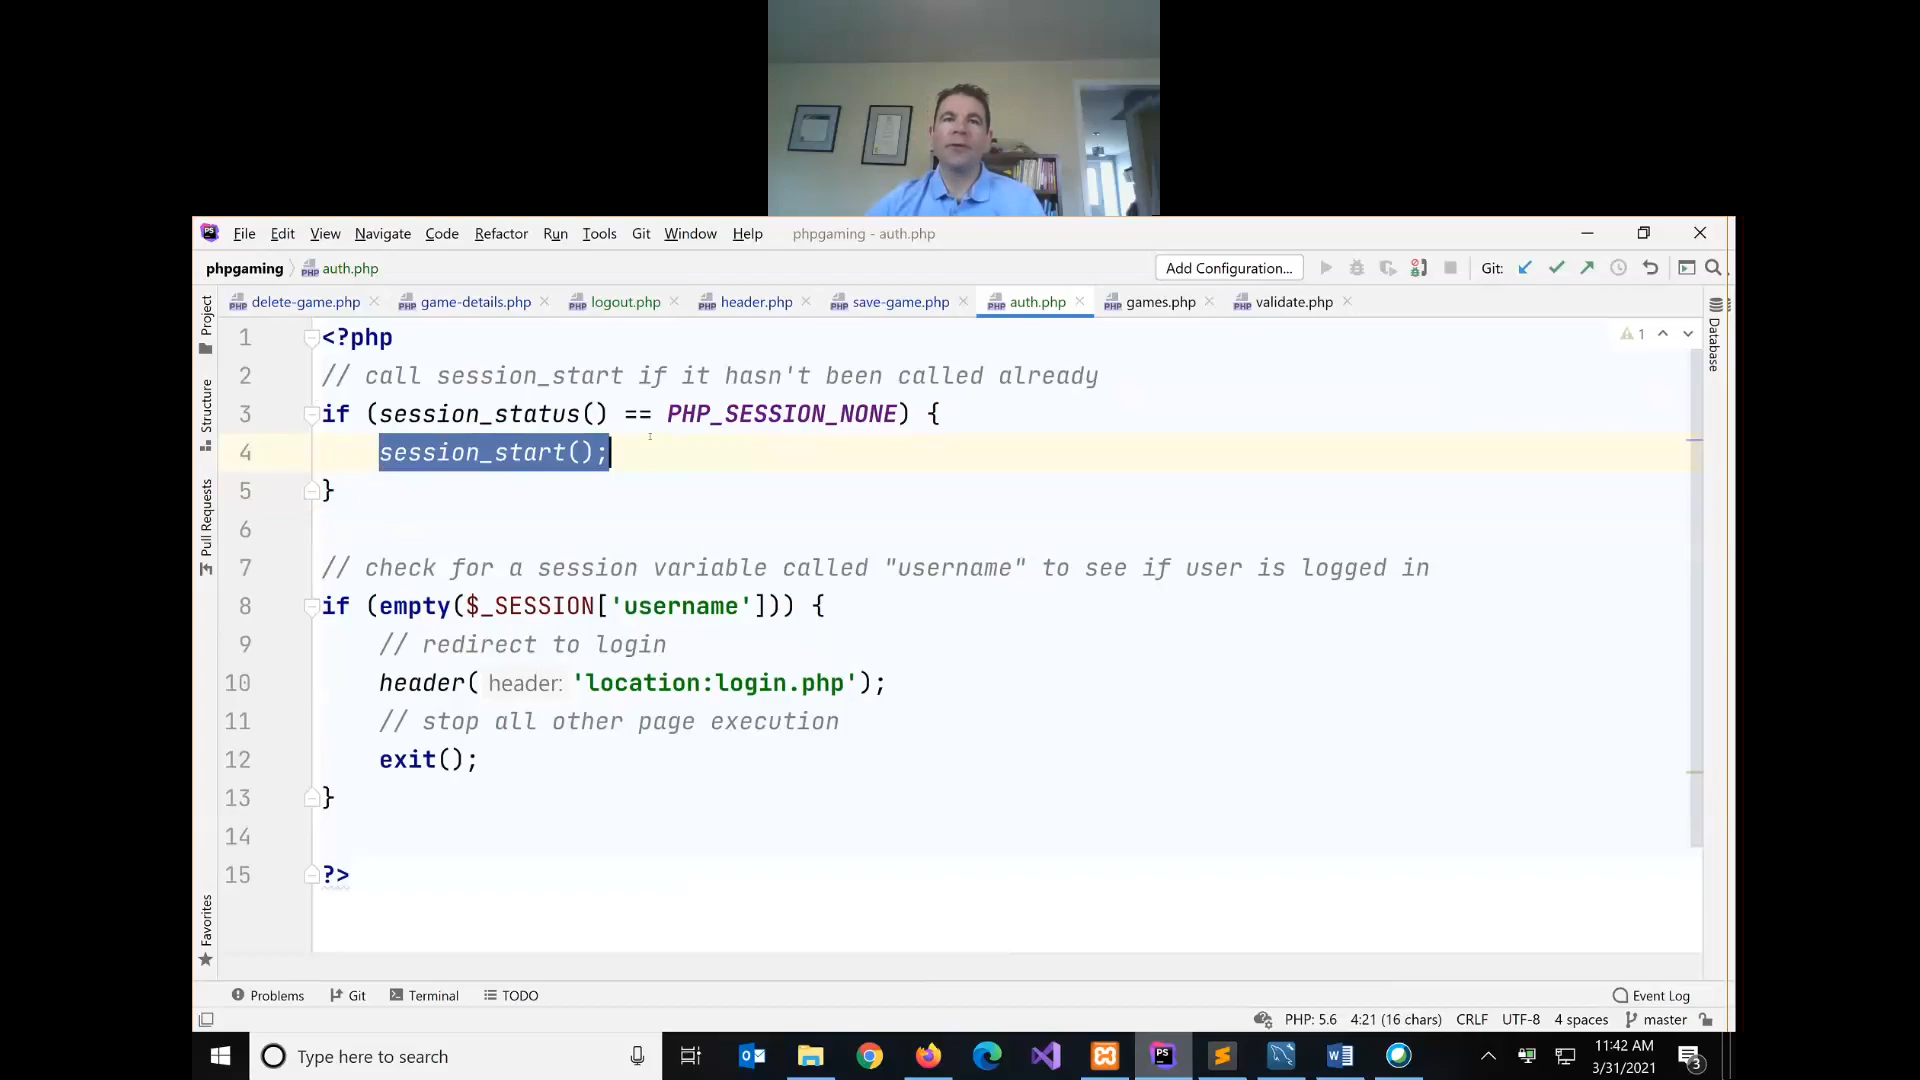 File Edit View Navigate Code Refactor Run Tools Git Window Help phpgaming - auth.php
phpgaming auth.php Add Configuration... Git:
delete-game.php game-details.php logout.php header.php save-game.php auth.php games.php validate.php
Project
Structure
Pull Requests
Favorites
Database
1
1 <?php
2 // call session_start if it hasn't been called already
3 if (session_status() == PHP_SESSION_NONE) {
4 session_start();
5 }
6
7 // check for a session variable called "username" to see if user is logged in
8 if (empty($_SESSION['username'])) {
9 // redirect to login
10 header( header: 'location:login.php');
11 // stop all other page execution
12 exit();
13 }
14
15 ?>
Problems Git Terminal TODO Event Log
PHP: 5.6 4:21 (16 chars) CRLF UTF-8 4 spaces master
Type here to search
11:42 AM
3/31/2021
3